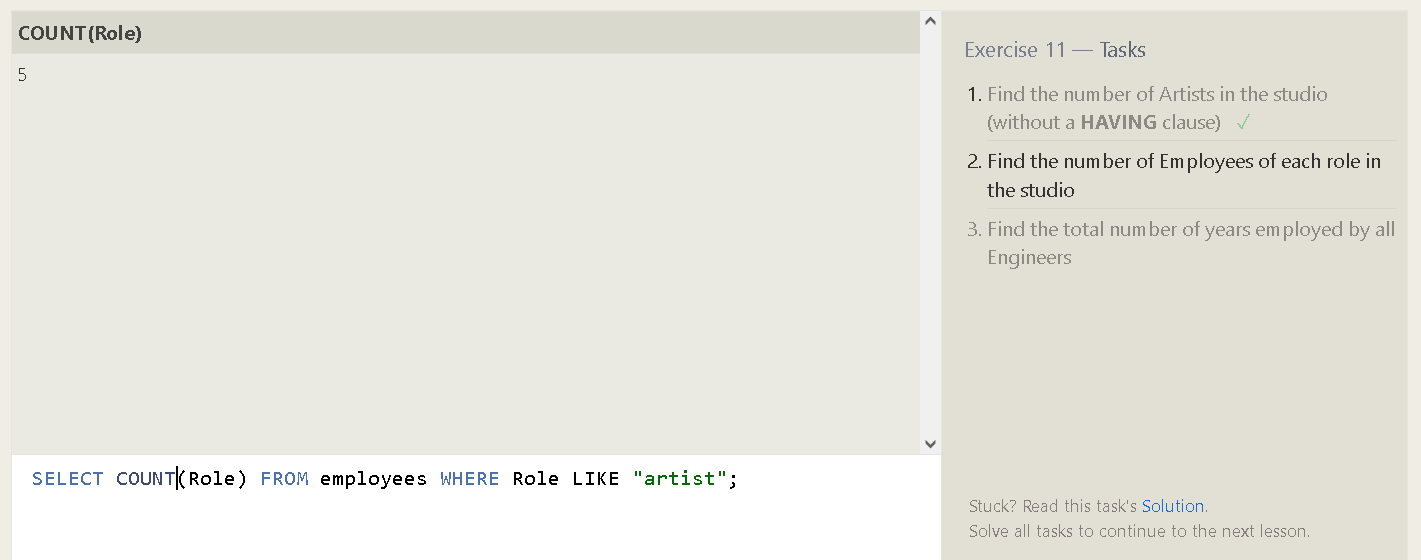 COUNT(Role)
5
SELECT COUNT(Role) FROM employees WHERE Role LIKE "artist";
Exercise 11 — Tasks
1. Find the number of Artists in the studio
(without a HAVING clause) ✓
2. Find the number of Employees of each role in
the studio
3. Find the total number of years employed by all
Engineers
Stuck? Read this task's Solution.
Solve all tasks to continue to the next lesson.